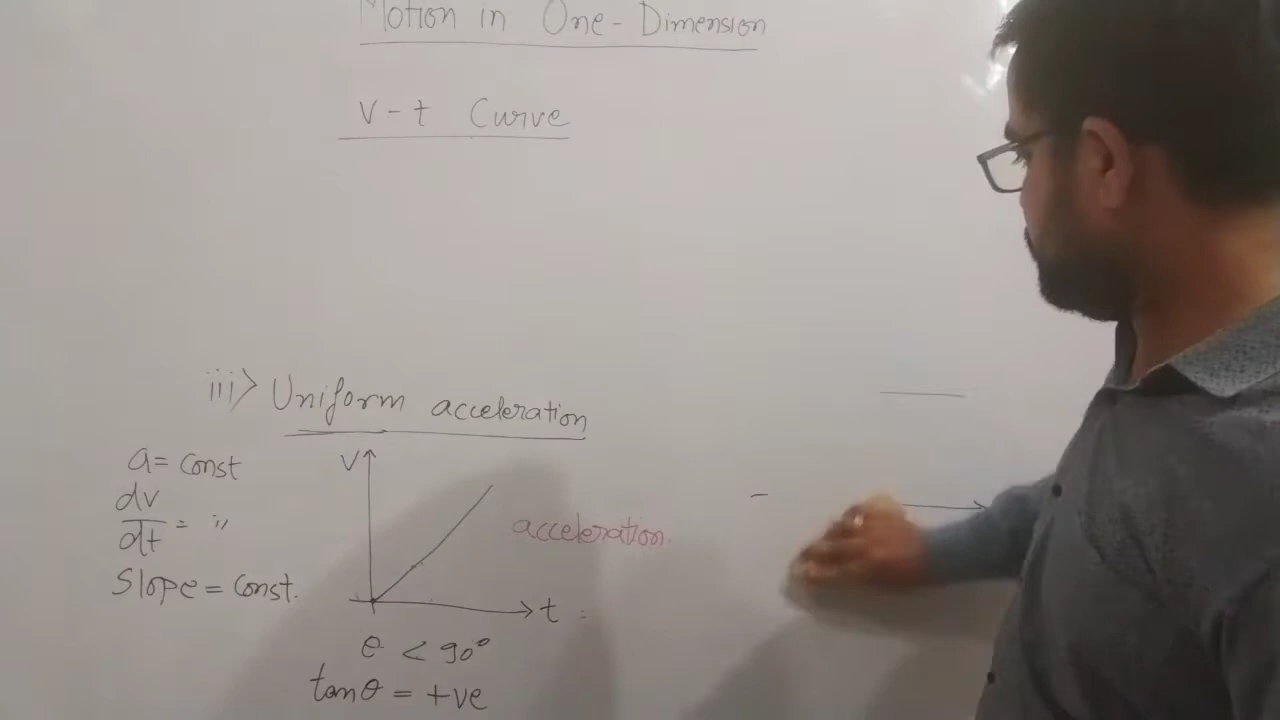 Motion in One-Dimension
v-t Curve
iii> Uniform acceleration
a = const
dv
dt = "
Slope = const.
v
acceleration.
t
θ < 90°
tanθ = +ve